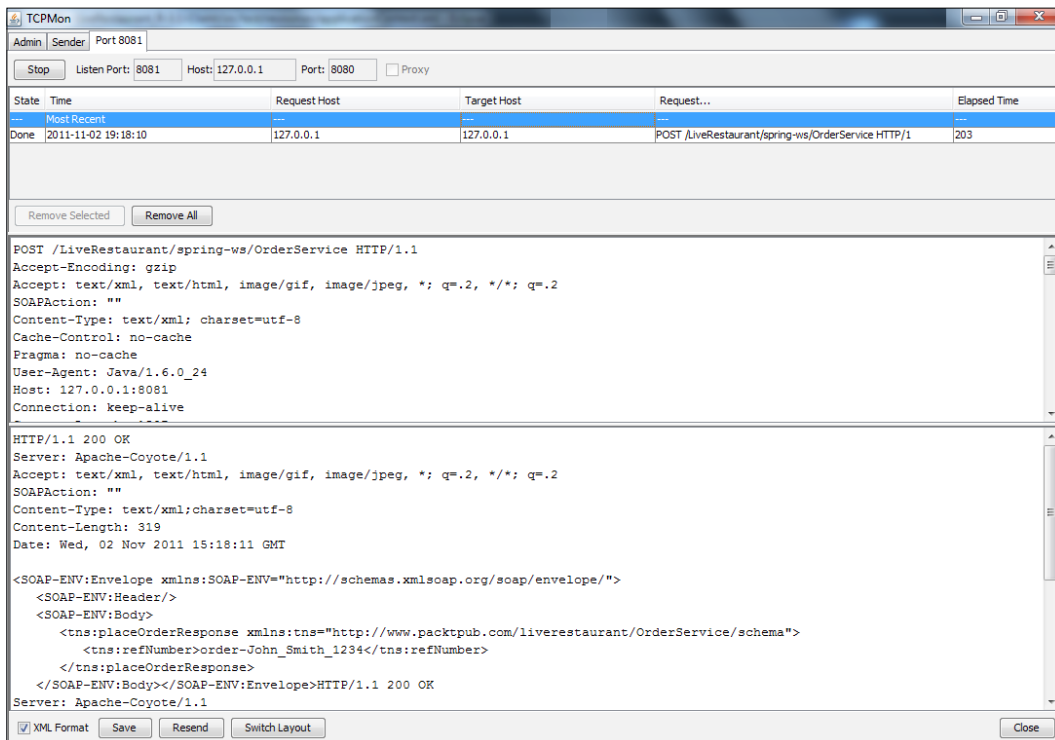 TCPMon
Admin Sender Port 8081
Stop Listen Port: 8081 Host: 127.0.0.1 Port: 8080 Proxy
State Time Request Host Target Host Request... Elapsed Time
--- Most Recent --- --- --- ---
Done 2011-11-02 19:18:10 127.0.0.1 127.0.0.1 POST /LiveRestaurant/spring-ws/OrderService HTTP/1 203
Remove Selected Remove All
POST /LiveRestaurant/spring-ws/OrderService HTTP/1.1
Accept-Encoding: gzip
Accept: text/xml, text/html, image/gif, image/jpeg, *; q=.2, */*; q=.2
SOAPAction: ""
Content-Type: text/xml; charset=utf-8
Cache-Control: no-cache
Pragma: no-cache
User-Agent: Java/1.6.0_24
Host: 127.0.0.1:8081
Connection: keep-alive
HTTP/1.1 200 OK
Server: Apache-Coyote/1.1
Accept: text/xml, text/html, image/gif, image/jpeg, *; q=.2, */*; q=.2
SOAPAction: ""
Content-Type: text/xml;charset=utf-8
Content-Length: 319
Date: Wed, 02 Nov 2011 15:18:11 GMT
<SOAP-ENV:Envelope xmlns:SOAP-ENV="http://schemas.xmlsoap.org/soap/envelope/">
<SOAP-ENV:Header/>
<SOAP-ENV:Body>
<tns:placeOrderResponse xmlns:tns="http://www.packtpub.com/liverestaurant/OrderService/schema">
<tns:refNumber>order-John_Smith_1234</tns:refNumber>
</tns:placeOrderResponse>
</SOAP-ENV:Body></SOAP-ENV:Envelope>HTTP/1.1 200 OK
Server: Apache-Coyote/1.1
XML Format Save Resend Switch Layout Close